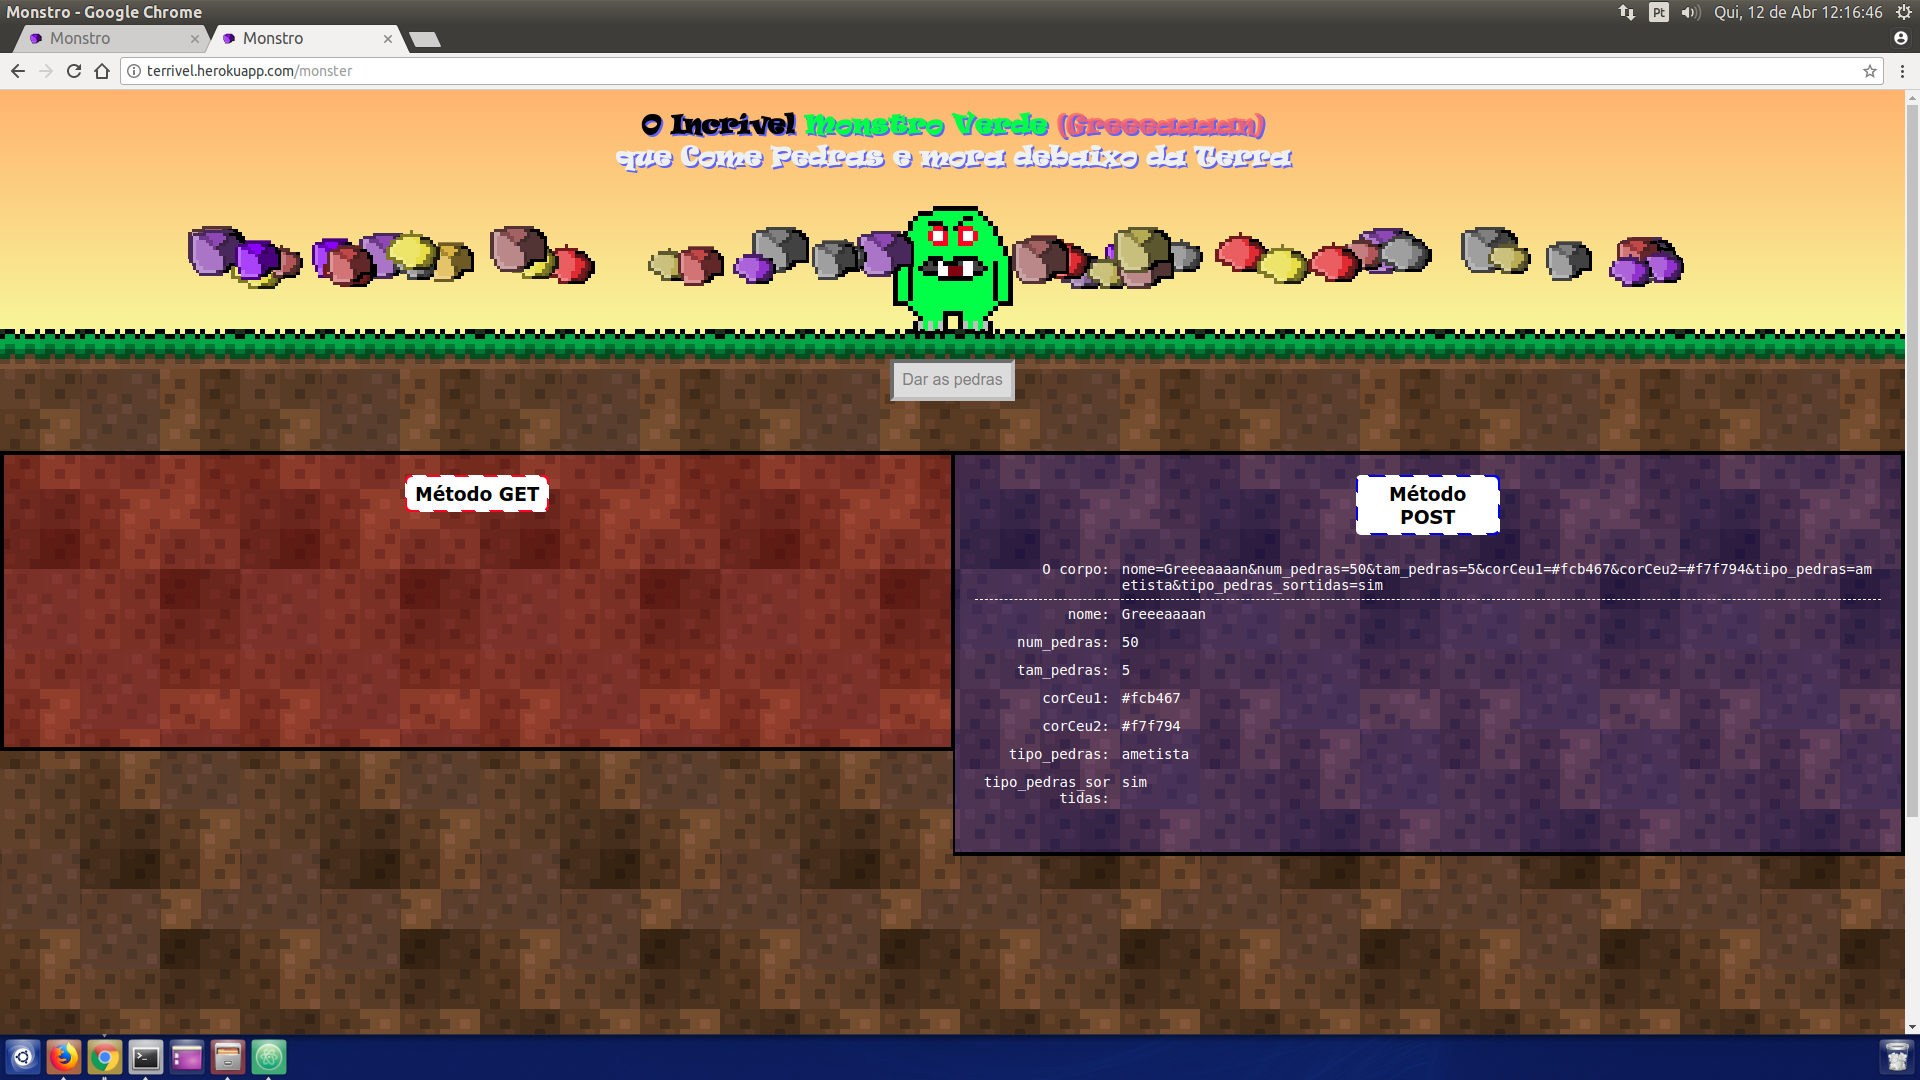 Monstro - Google Chrome
Pt
Qui, 12 de Abr 12:16:46
Monstro
Monstro
terrivel.herokuapp.com/monster
O Incrivel Monstro Verde (Greeeaaaan)
que Come Pedras e mora debaixo da Terra
Dar as pedras
Método GET
Método
POST
O corpo: nome=Greeeaaaan&num_pedras=50&tam_pedras=5&corCeu1=#fcb467&corCeu2=#f7f794&tipo_pedras=am
etista&tipo_pedras_sortidas=sim
nome: Greeeaaaan
num_pedras: 50
tam_pedras: 5
corCeu1: #fcb467
corCeu2: #f7f794
tipo_pedras: ametista
tipo_pedras_sor sim
tidas: